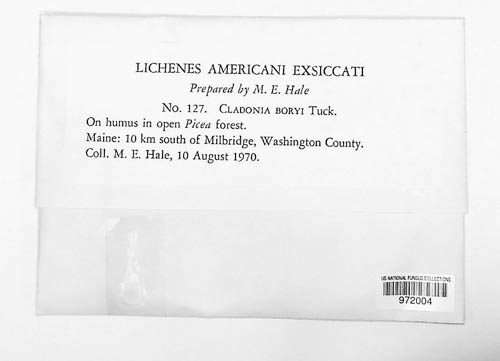 LICHENES AMERICANI EXSICCATI
Prepared by M. E. Hale
No. 127. CLADONIA BORYI Tuck.
On humus in open Picea forest.
Maine: 10 km south of Milbridge, Washington County.
Coll. M. E. Hale, 10 August 1970.
US NATIONAL FUNGUS COLLECTIONS
972004